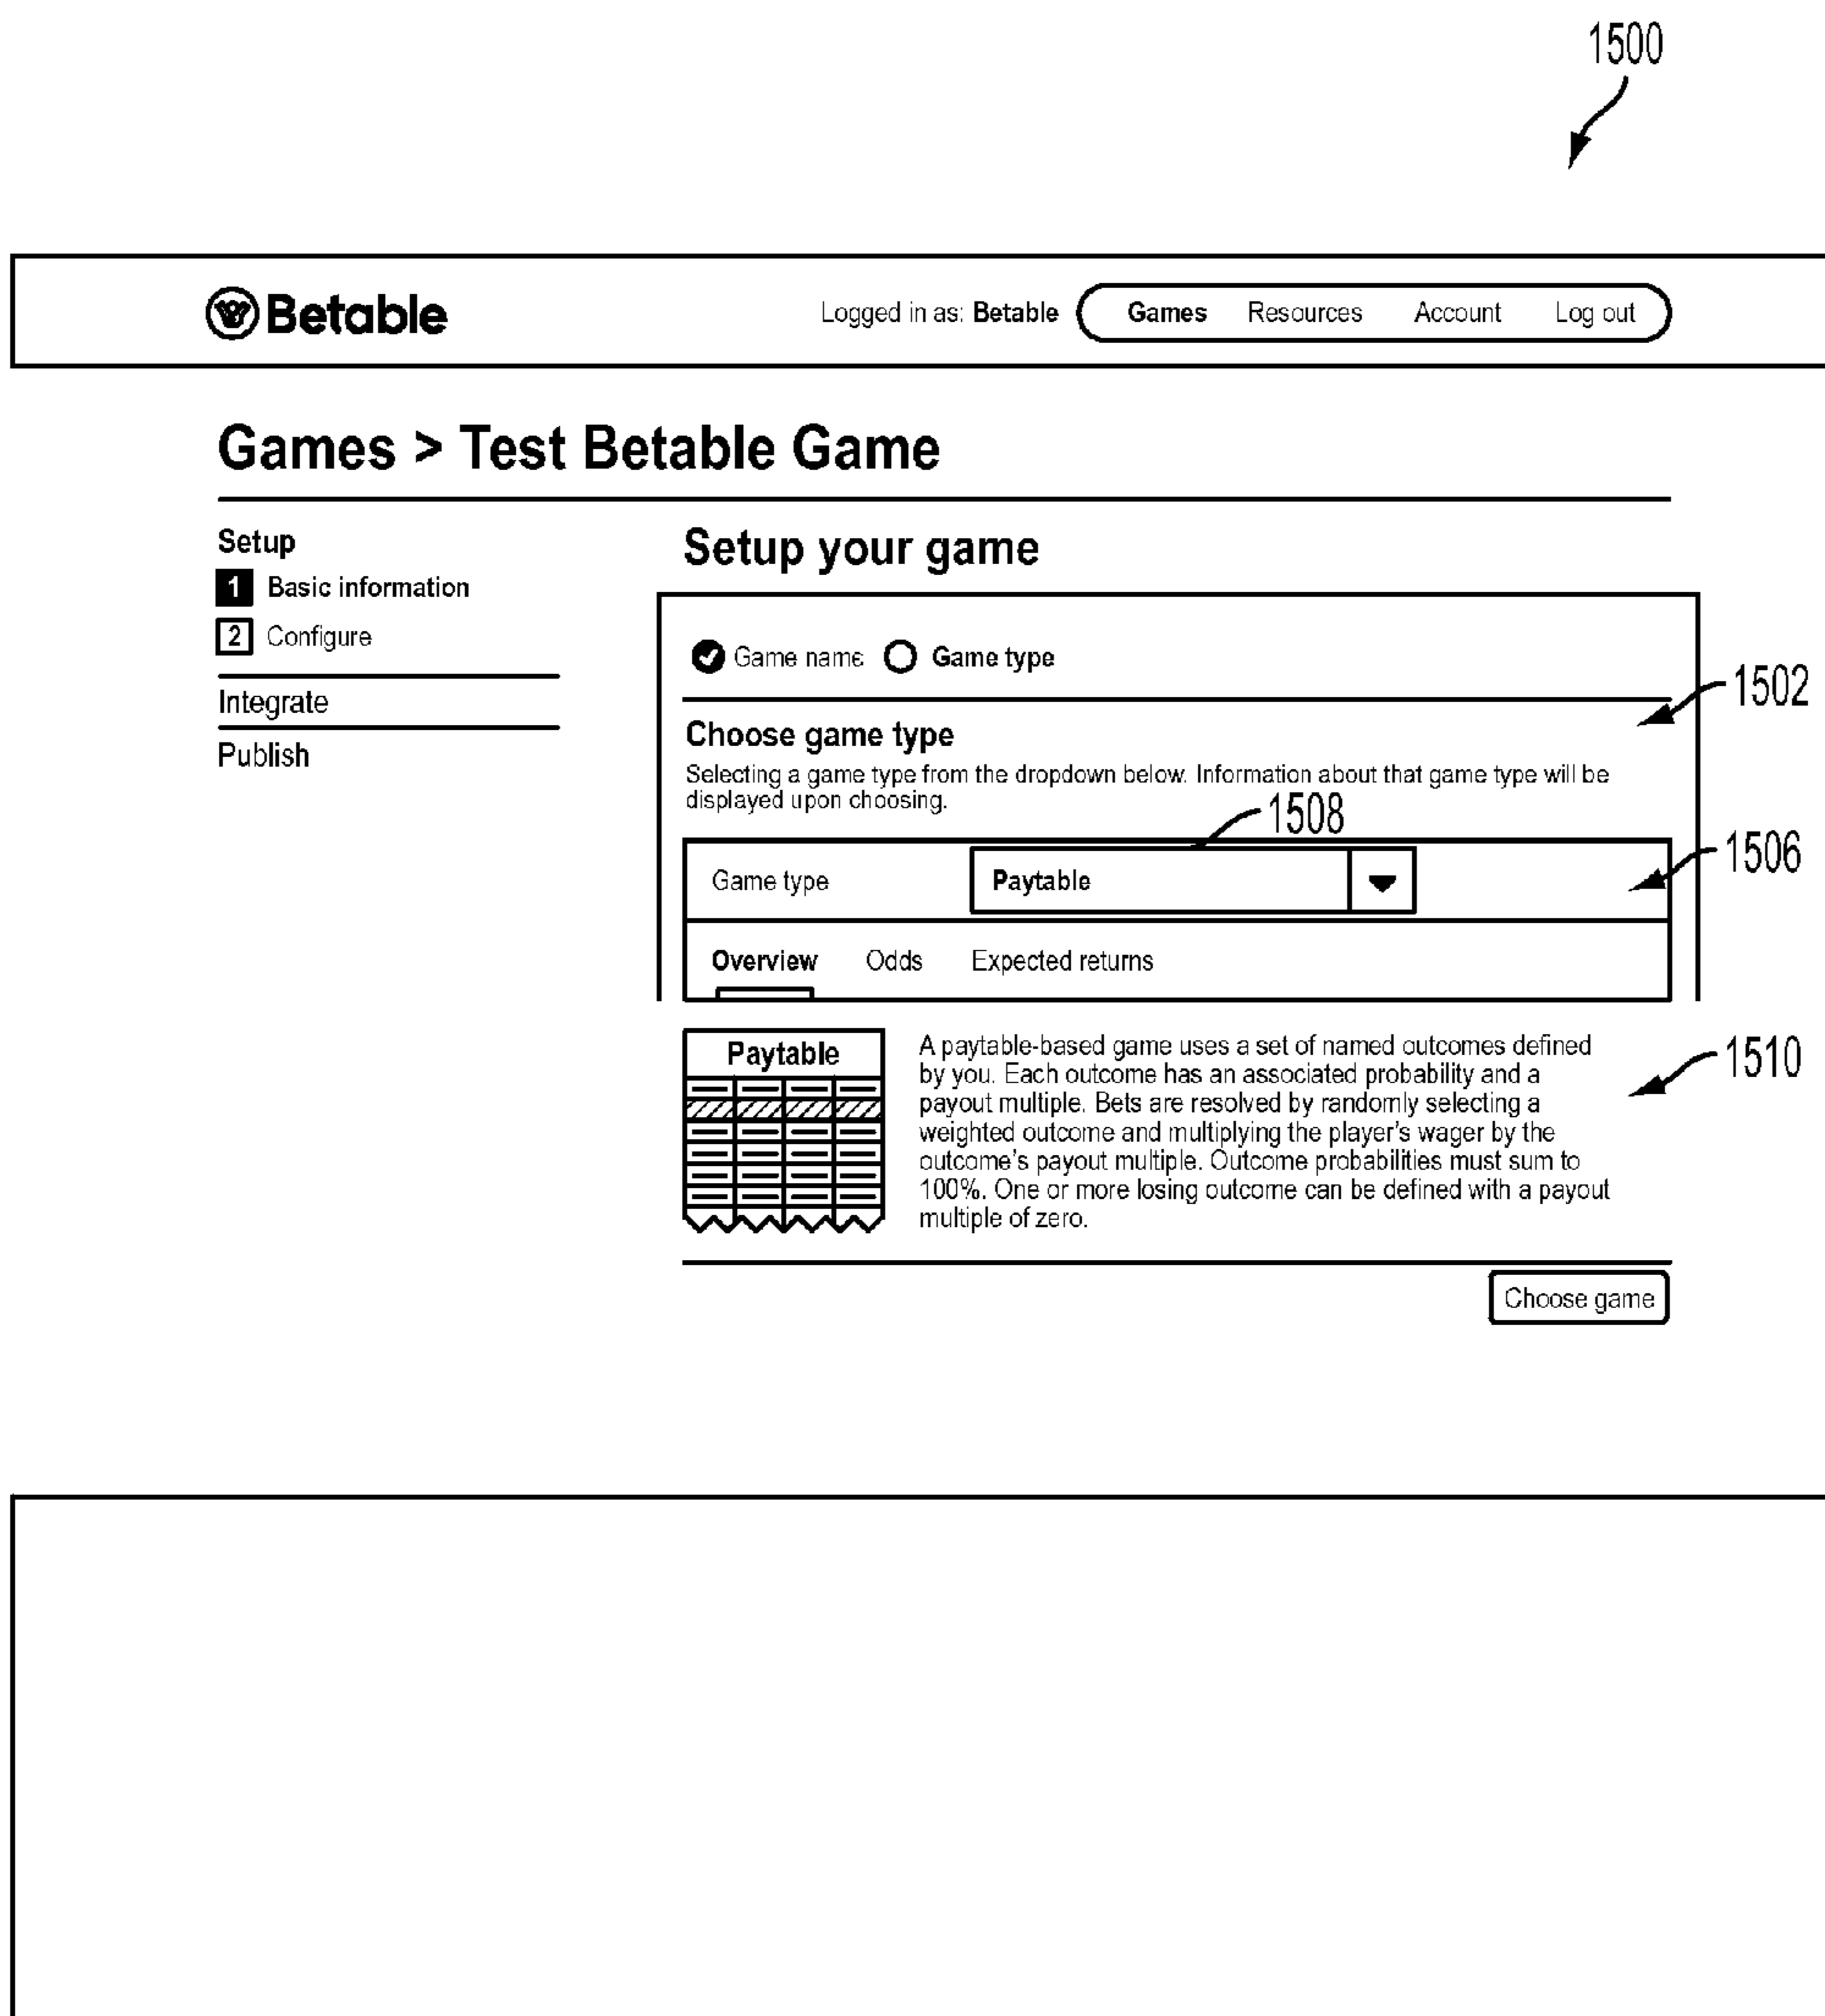 1500
Betable
Logged in as: Betable Games Resources Account Log out
Games > Test Betable Game
Setup
1 Basic information
2 Configure
Integrate
Publish
Setup your game
Game name Game type
1502
Choose game type
Selecting a game type from the dropdown below. Information about that game type will be
displayed upon choosing.
1508
Game type Paytable
1506
Overview Odds Expected returns
Paytable
A paytable-based game uses a set of named outcomes defined
by you. Each outcome has an associated probability and a
payout multiple. Bets are resolved by randomly selecting a
weighted outcome and multiplying the player's wager by the
outcome's payout multiple. Outcome probabilities must sum to
100%. One or more losing outcome can be defined with a payout
multiple of zero.
1510
Choose game